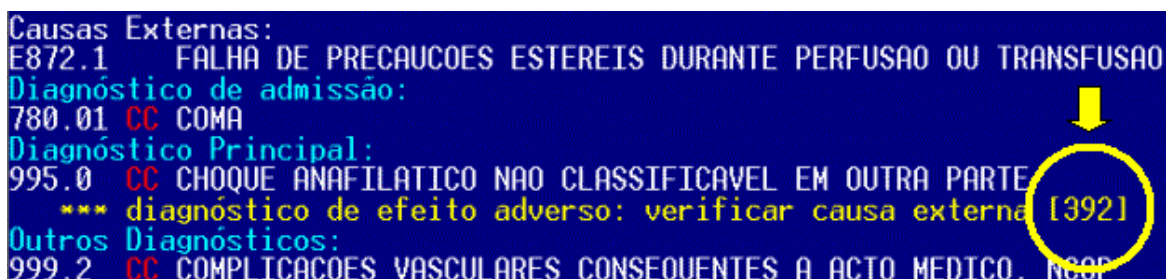 Causas Externas:
E872.1 FALHA DE PRECAUCOES ESTEREIS DURANTE PERFUSAO OU TRANSFUSAO
Diagnóstico de admissão:
780.01 CC COMA
Diagnóstico Principal:
995.0 CC CHOQUE ANAFILATICO NAO CLASSIFICAVEL EM OUTRA PARTE
*** diagnóstico de efeito adverso: verificar causa externa [392]
Outros Diagnósticos:
999.2 CC COMPLICACOES VASCULARES CONSEQUENTES A ACTO MEDICO, NCOP